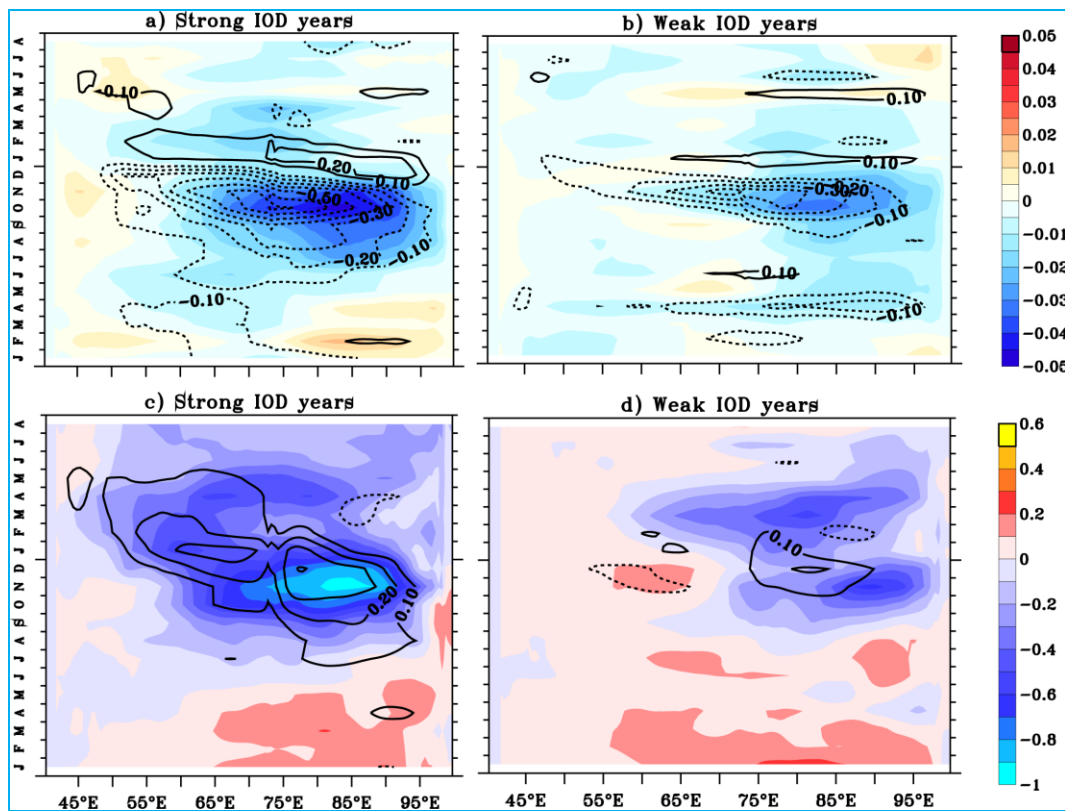 a) Strong IOD years
A
J
J
M
A
M
F
J
D
N
O
S
A
J
J
M
A
M
F
J
0.10
0.20
0.10
−0.50
−0.30
−0.10
−0.20
−0.10
b) Weak IOD years
0.10
0.10
−0.30
−0.20
−0.10
0.10
−0.10
0.05
0.04
0.03
0.02
0.01
0
−0.01
−0.02
−0.03
−0.04
−0.05
c) Strong IOD years
A
J
J
M
A
M
F
J
D
N
O
S
A
J
J
M
A
M
F
J
0.20
0.10
45°E 55°E 65°E 75°E 85°E 95°E
d) Weak IOD years
0.10
45°E 55°E 65°E 75°E 85°E 95°E
0.6
0.4
0.2
0
−0.2
−0.4
−0.6
−0.8
−1